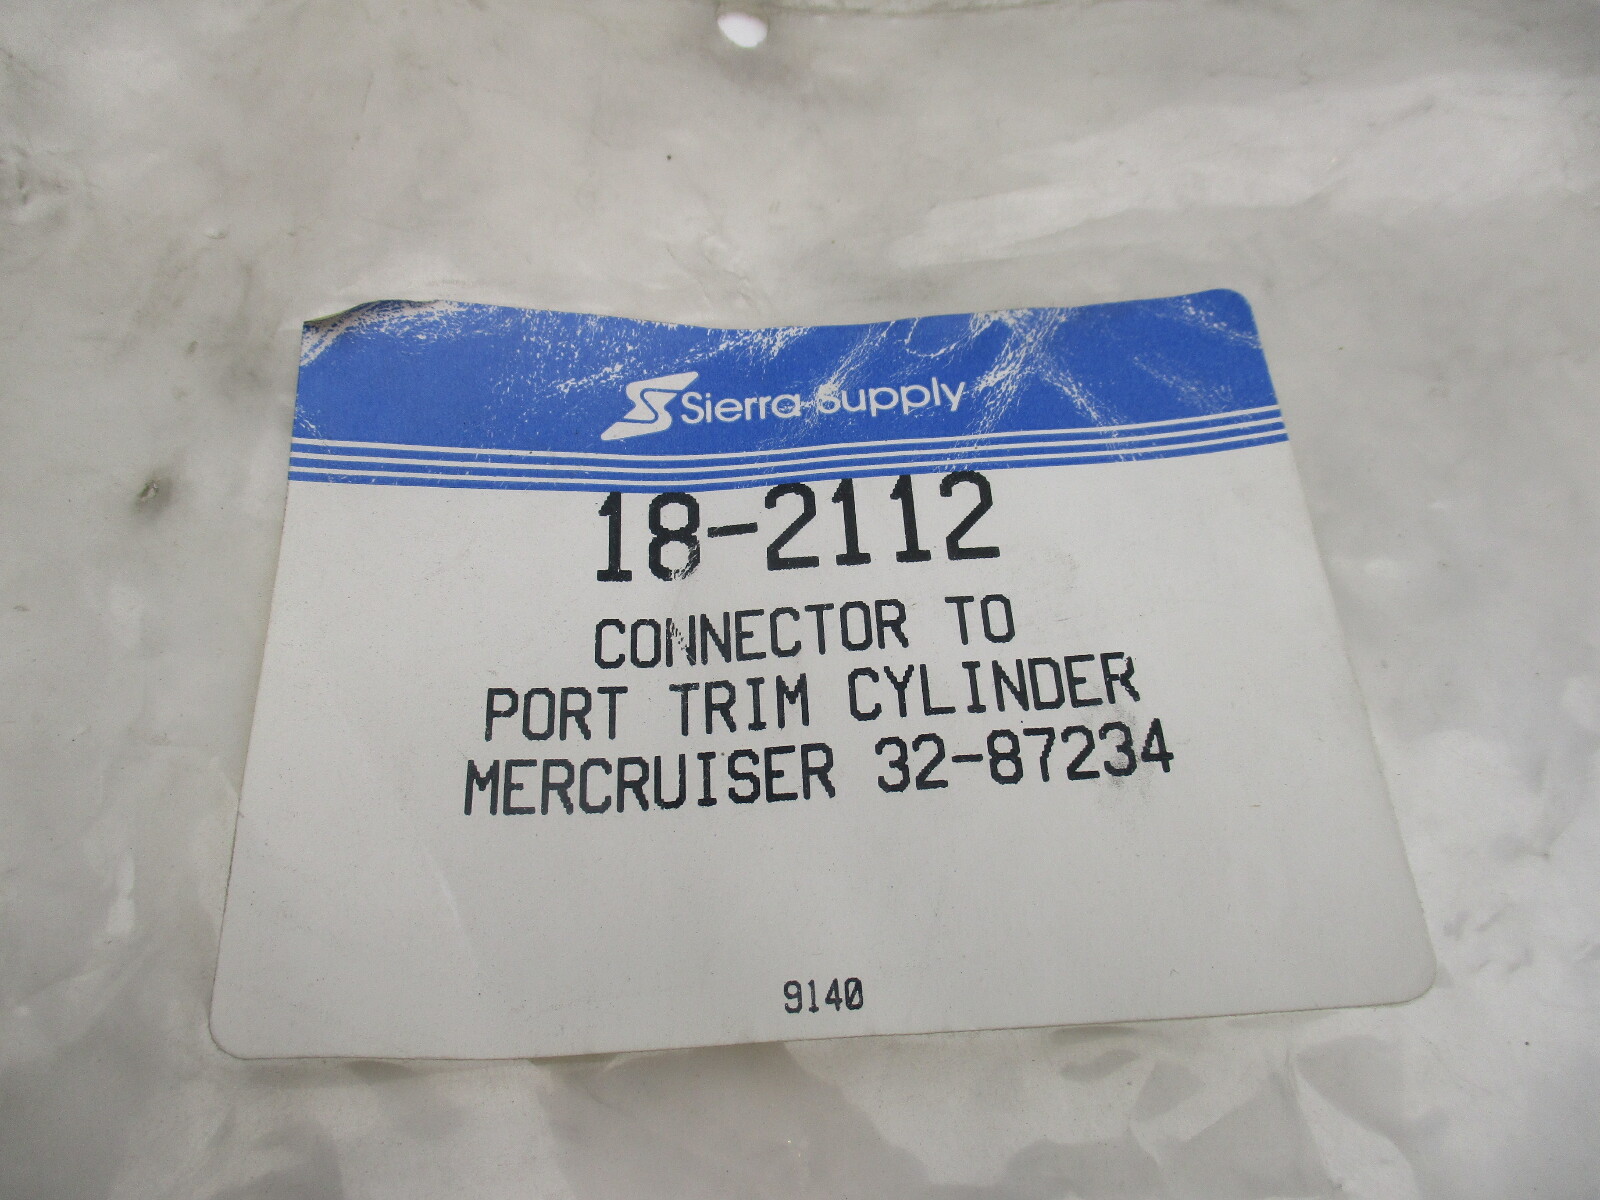 Sierra Supply
18-2112
CONNECTOR TO
PORT TRIM CYLINDER
MERCRUISER 32-87234
9140